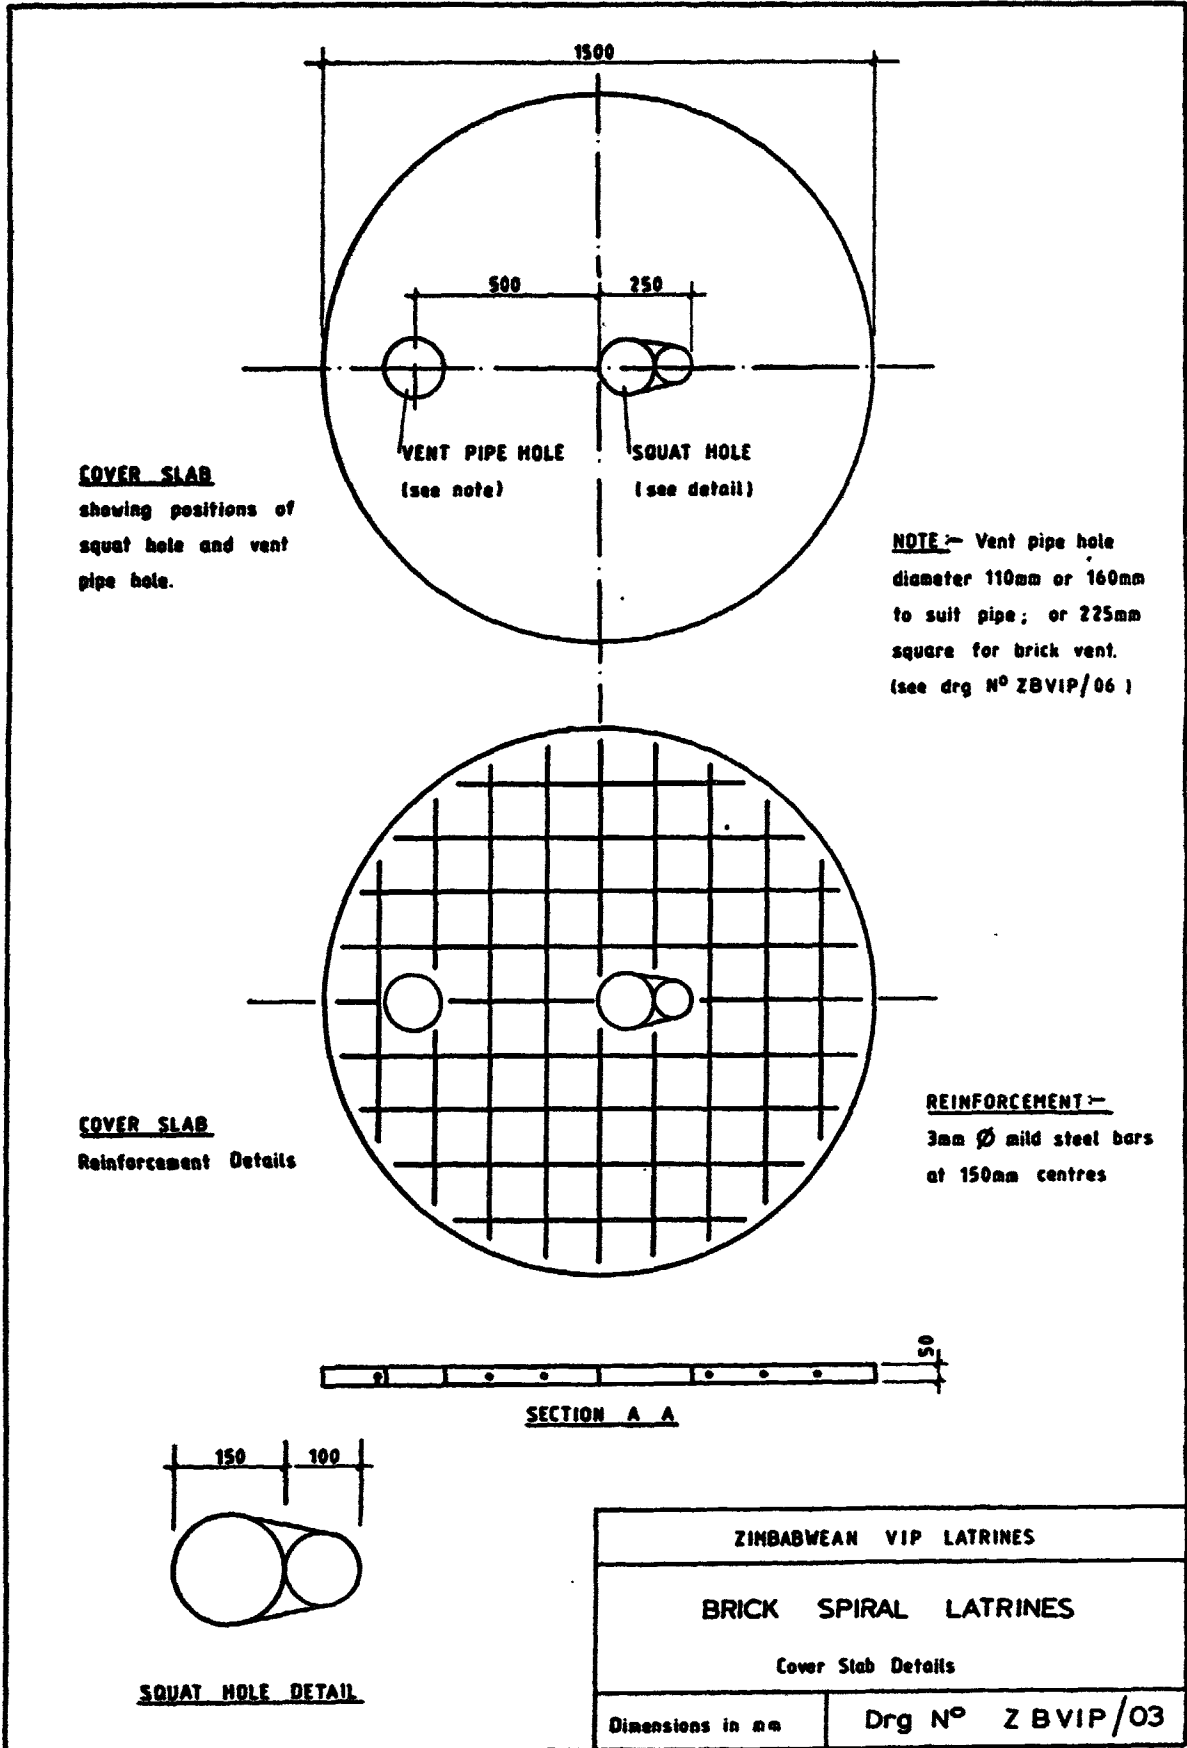 1500
500
250
VENT PIPE HOLE
(see note)
SQUAT HOLE
(see detail)
COVER SLAB
showing positions of
squat hole and vent
pipe hole.
NOTE :- Vent pipe hole
diameter 110mm or 160mm
to suit pipe ; or 225mm
square for brick vent.
(see drg Nº ZBVIP/06 )
COVER SLAB
Reinforcement Details
REINFORCEMENT :-
3mm Ø mild steel bars
at 150mm centres
50
SECTION A A
150
100
SQUAT HOLE DETAIL
ZIMBABWEAN VIP LATRINES
BRICK SPIRAL LATRINES
Cover Slab Details
Dimensions in mm
Drg Nº Z B VIP/03